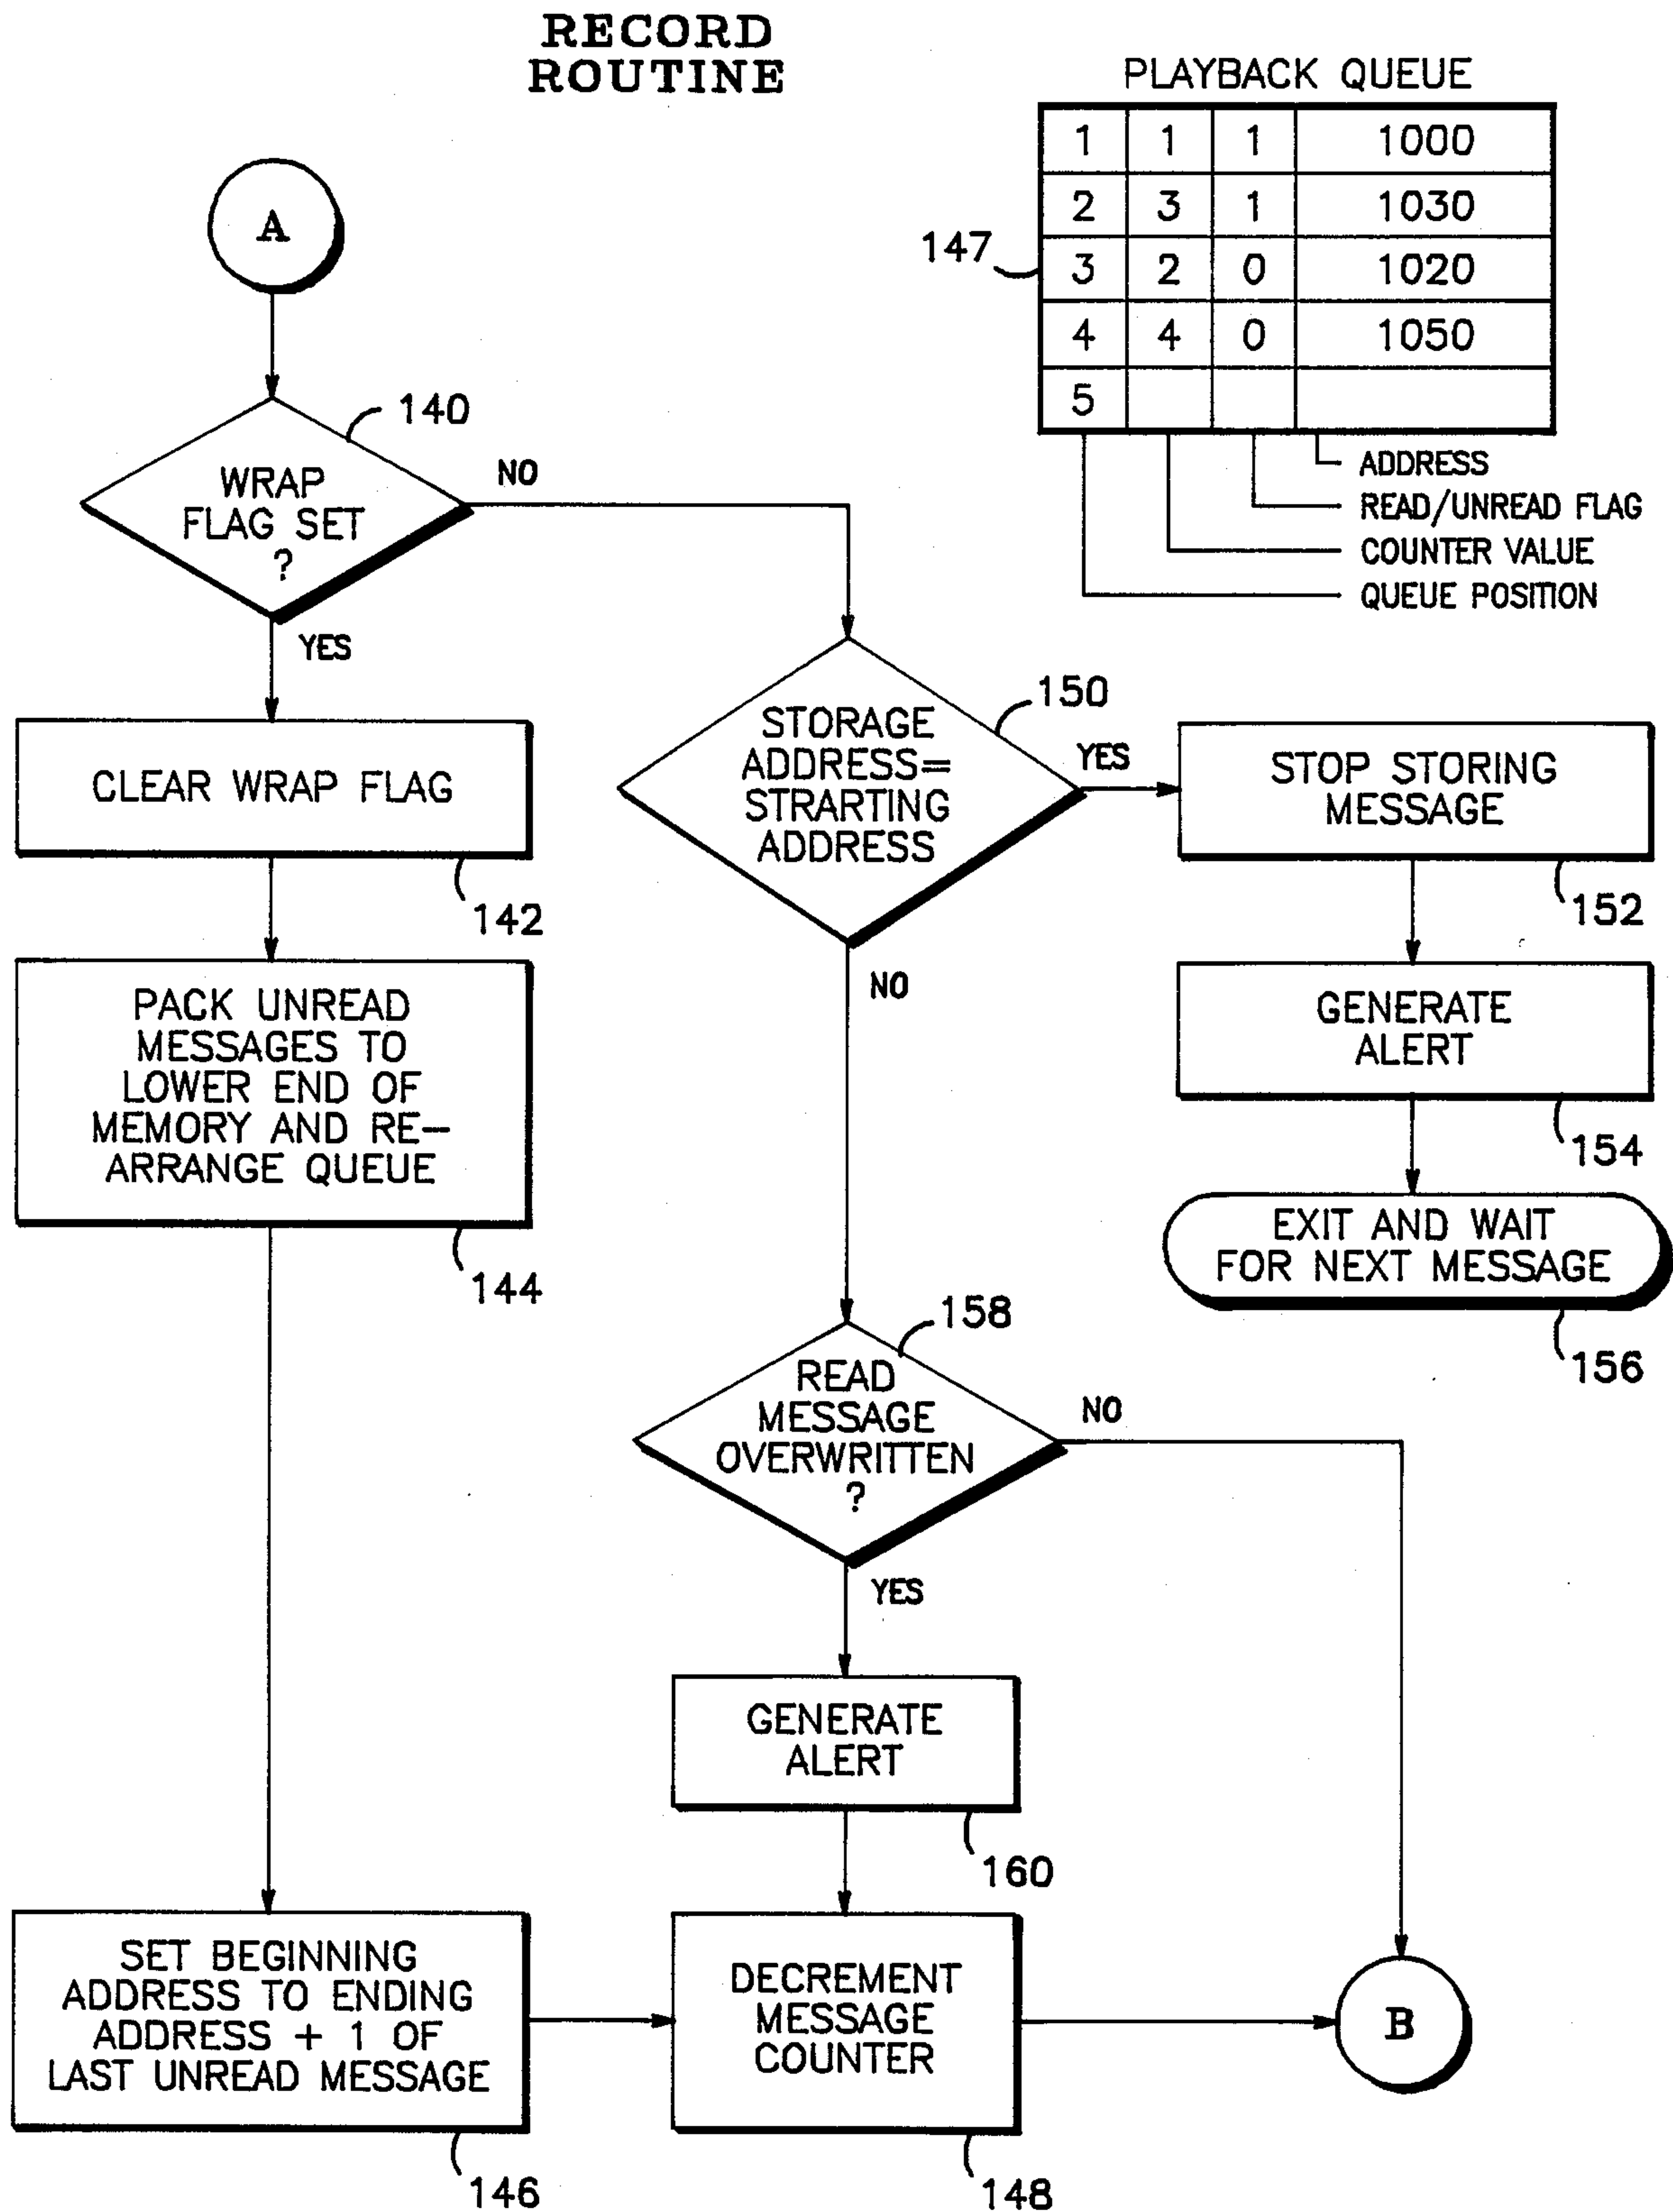 RECORD
ROUTINE
PLAYBACK QUEUE
1 1 1 1000
2 3 1 1030
3 2 0 1020
4 4 0 1050
5
147
ADDRESS
READ/UNREAD FLAG
COUNTER VALUE
QUEUE POSITION
A
140
WRAP
FLAG SET
?
NO
YES
CLEAR WRAP FLAG
142
PACK UNREAD
MESSAGES TO
LOWER END OF
MEMORY AND RE-
ARRANGE QUEUE
144
150
STORAGE
ADDRESS=
STRARTING
ADDRESS
YES
NO
STOP STORING
MESSAGE
152
GENERATE
ALERT
154
EXIT AND WAIT
FOR NEXT MESSAGE
156
158
READ
MESSAGE
OVERWRITTEN
?
NO
YES
GENERATE
ALERT
160
SET BEGINNING
ADDRESS TO ENDING
ADDRESS + 1 OF
LAST UNREAD MESSAGE
146
DECREMENT
MESSAGE
COUNTER
148
B